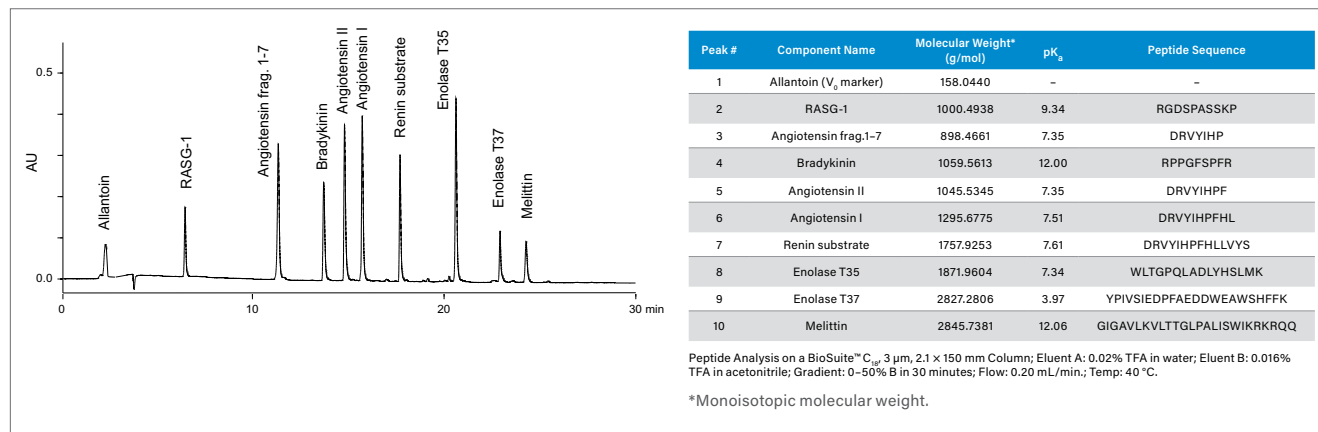 0.5
0.0
AU
0
10
20
30 min
Allantoin
RASG-1
Angiotensin frag. 1-7
Bradykinin
Angiotensin II
Angiotensin I
Renin substrate
Enolase T35
Enolase T37
Melittin
Peak # Component Name Molecular Weight* (g/mol) pKa Peptide Sequence
1 Allantoin (V0 marker) 158.0440 – –
2 RASG-1 1000.4938 9.34 RGDSPASSKP
3 Angiotensin frag.1–7 898.4661 7.35 DRVYIHP
4 Bradykinin 1059.5613 12.00 RPPGFSPFR
5 Angiotensin II 1045.5345 7.35 DRVYIHPF
6 Angiotensin I 1295.6775 7.51 DRVYIHPFHL
7 Renin substrate 1757.9253 7.61 DRVYIHPFHLLVYS
8 Enolase T35 1871.9604 7.34 WLTGPQLADLYHSLMK
9 Enolase T37 2827.2806 3.97 YPIVSIEDPFAEDDWEAWSHFFK
10 Melittin 2845.7381 12.06 GIGAVLKVLTTGLPALISWIKRKRQQ
Peptide Analysis on a BioSuite™ C18, 3 μm, 2.1 × 150 mm Column; Eluent A: 0.02% TFA in water; Eluent B: 0.016%
TFA in acetonitrile; Gradient: 0–50% B in 30 minutes; Flow: 0.20 mL/min.; Temp: 40 °C.
*Monoisotopic molecular weight.